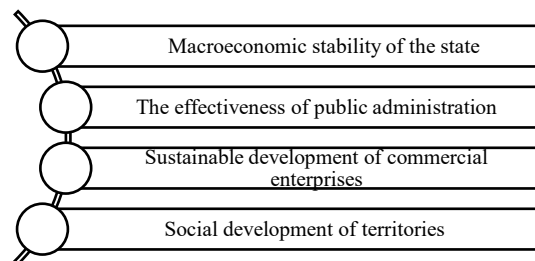 Macroeconomic stability of the state
The effectiveness of public administration
Sustainable development of commercial
enterprises
Social development of territories